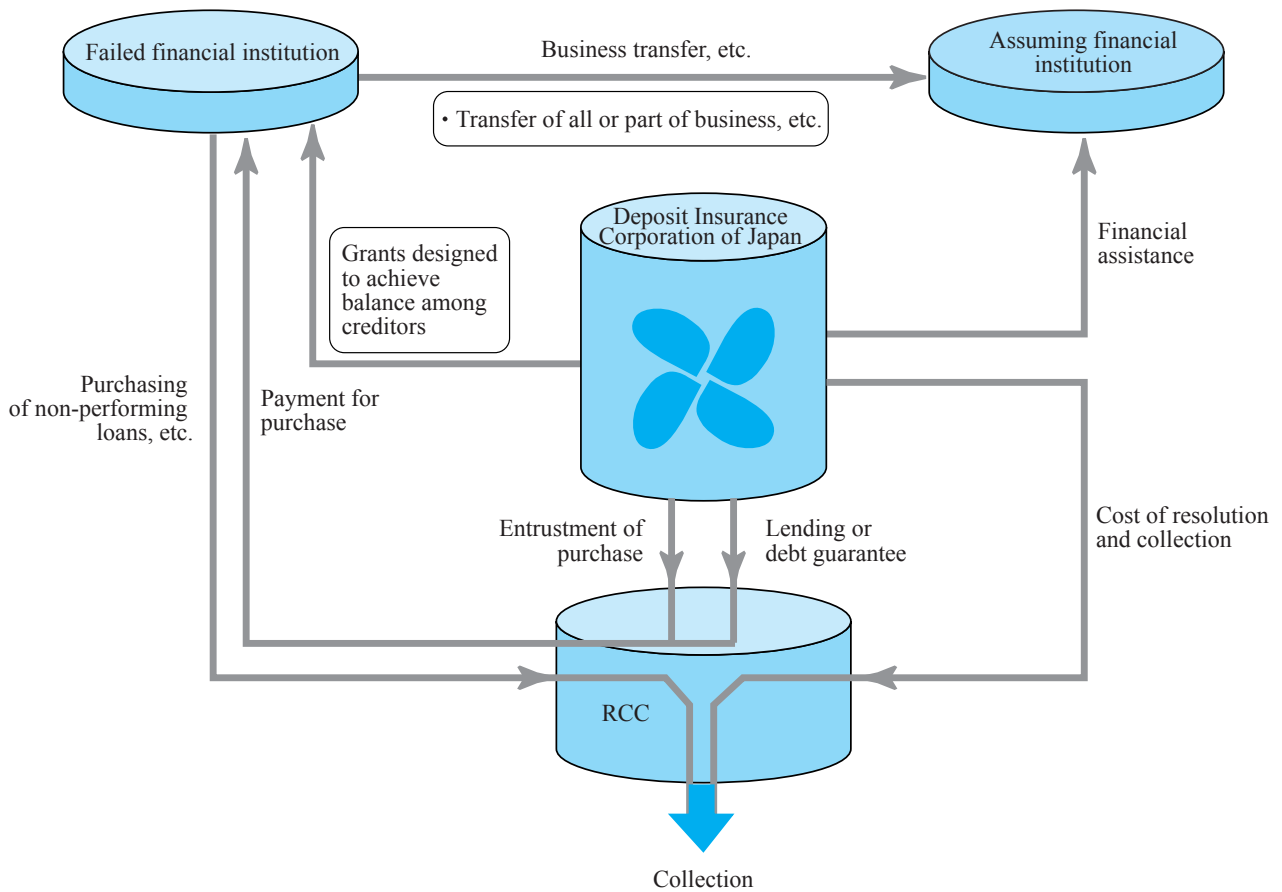 Failed financial institution
Business transfer, etc.
• Transfer of all or part of business, etc.
Assuming financial
institution
Deposit Insurance
Corporation of Japan
Grants designed
to achieve
balance among
creditors
Financial
assistance
Purchasing
of non-performing
loans, etc.
Payment for
purchase
Entrustment of
purchase
Lending or
debt guarantee
Cost of resolution
and collection
RCC
Collection